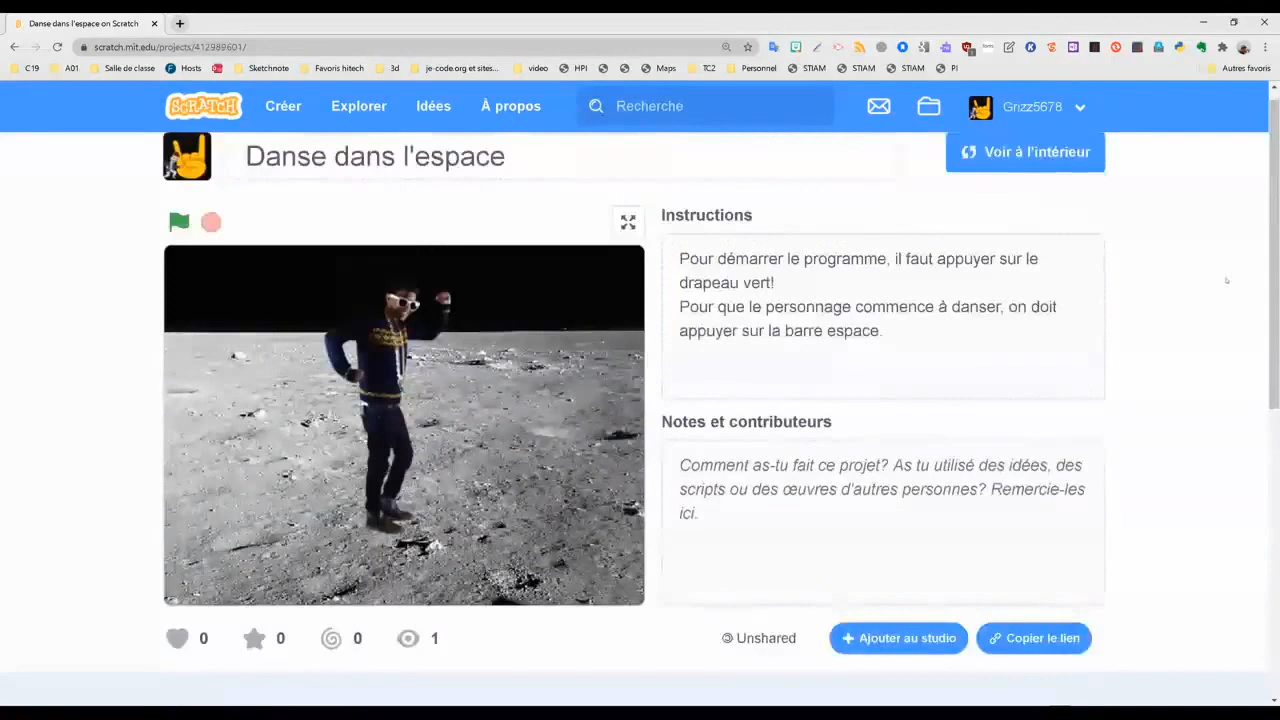 Danse dans l'espace on Scratch
scratch.mit.edu/projects/412989601/
C19 A01 Salle de classe Hosts Sketchnote Favoris hitech 3d je-code.org et sites... video HPI Maps TC2 Personnel STIAM STIAM STIAM PI Autres favoris
SCRATCH Créer Explorer Idées À propos Recherche Grizz5678
Danse dans l'espace
Voir à l'intérieur
Instructions
Pour démarrer le programme, il faut appuyer sur le
drapeau vert!
Pour que le personnage commence à danser, on doit
appuyer sur la barre espace.
Notes et contributeurs
Comment as-tu fait ce projet? As tu utilisé des idées, des
scripts ou des œuvres d'autres personnes? Remercie-les
ici.
0 0 0 1 Unshared Ajouter au studio Copier le lien